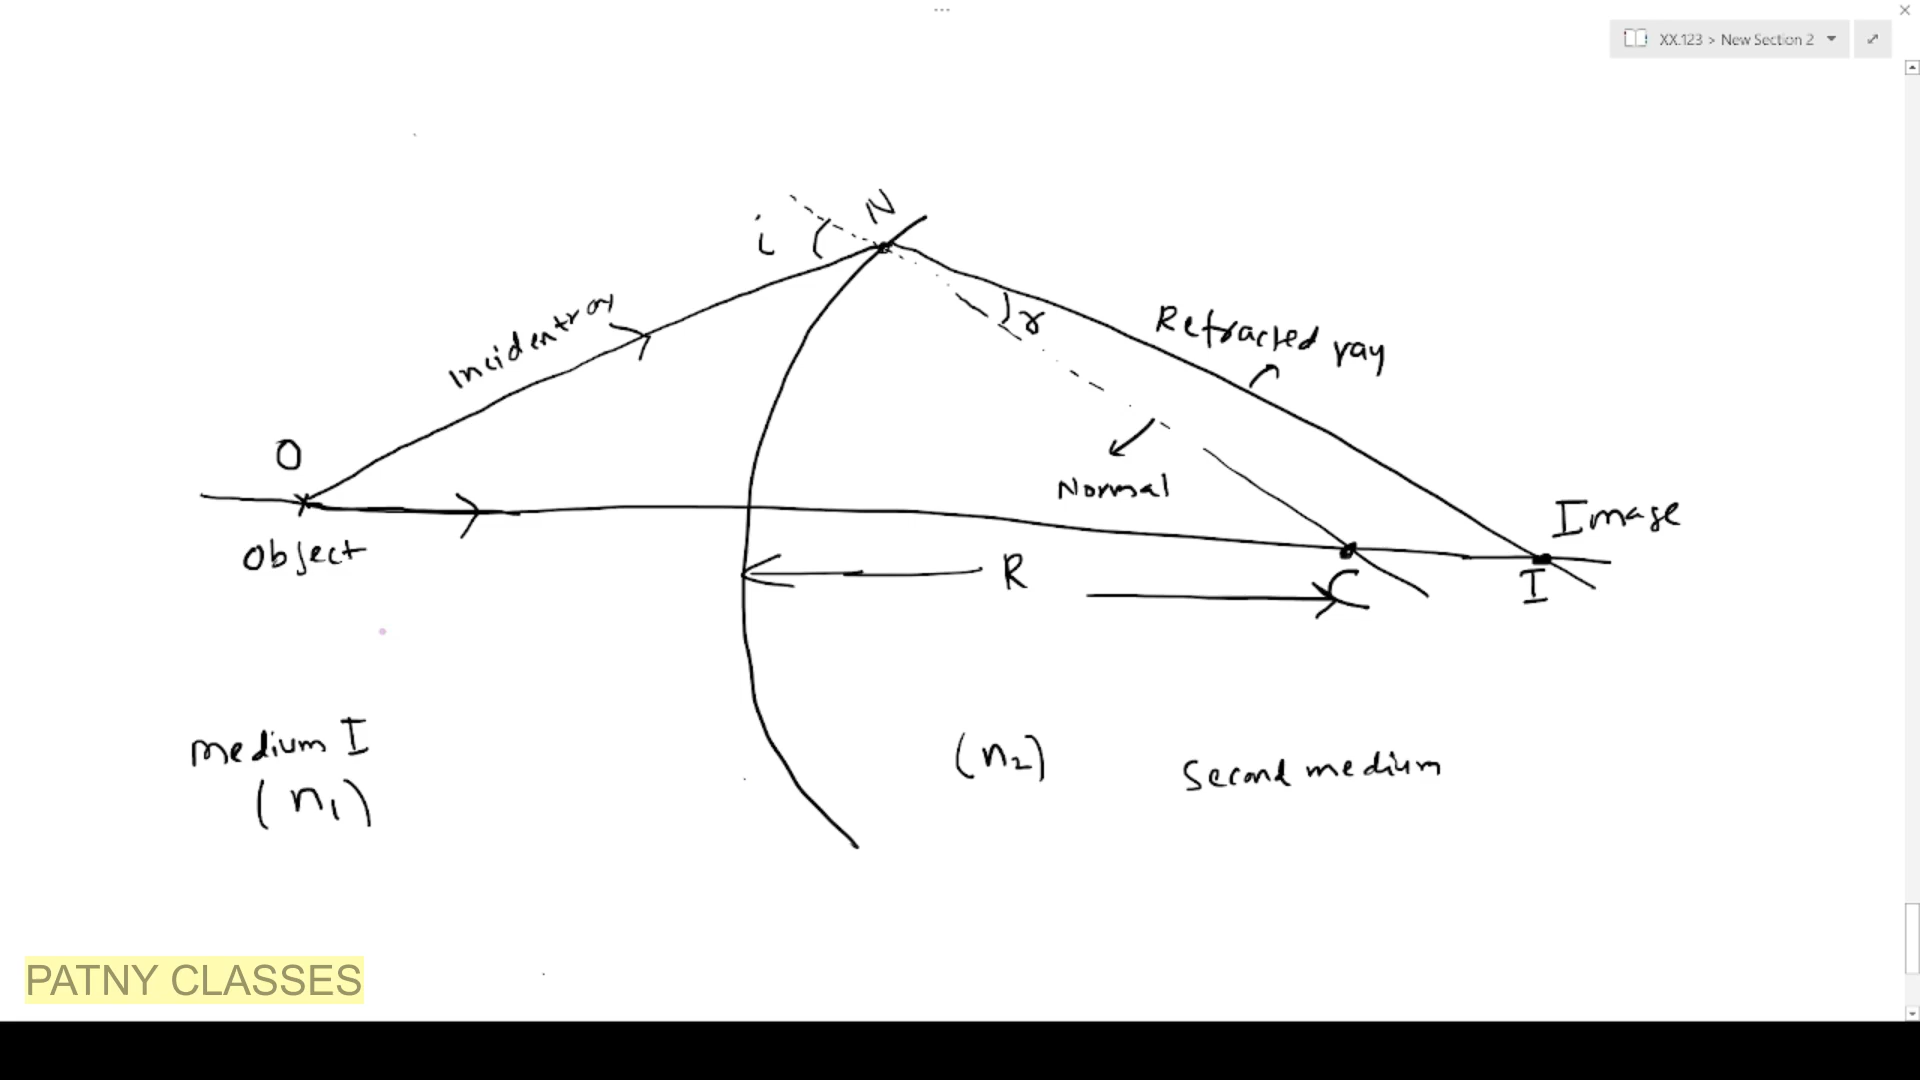 XX.123 > New Section 2
N
i
Incident ray
r
Refracted ray
O
Normal
Image
Object
R
C
I
medium I
(n2)
Second medium
(n1)
PATNY CLASSES